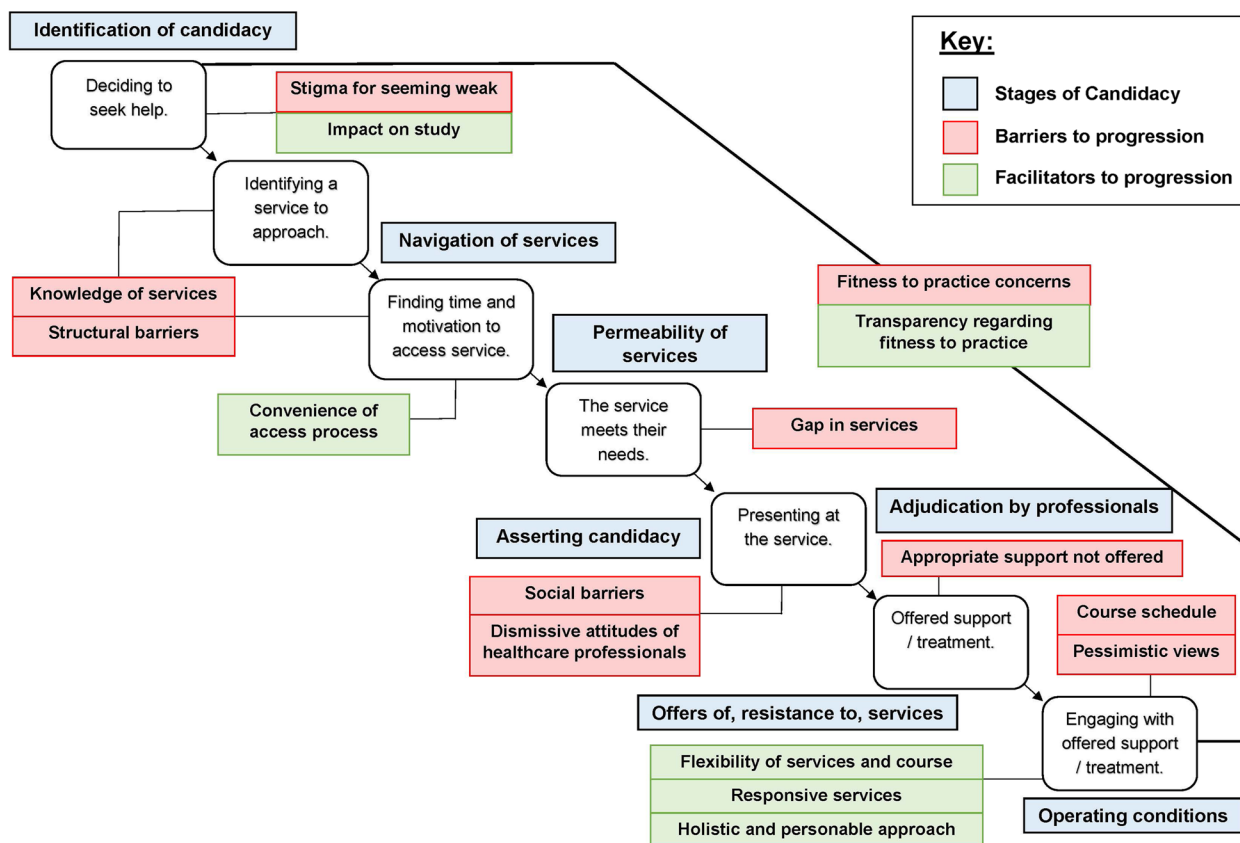 Identification of candidacy
Key:
Stages of Candidacy
Barriers to progression
Facilitators to progression
Deciding to
seek help.
Stigma for seeming weak
Impact on study
Identifying a
service to
approach.
Navigation of services
Knowledge of services
Structural barriers
Finding time and
motivation to
access service.
Fitness to practice concerns
Transparency regarding
fitness to practice
Permeability of
services
Convenience of
access process
The service
meets their
needs.
Gap in services
Adjudication by professionals
Presenting at
the service.
Asserting candidacy
Appropriate support not offered
Social barriers
Dismissive attitudes of
healthcare professionals
Offered support
/ treatment.
Course schedule
Pessimistic views
Offers of, resistance to, services
Engaging with
offered support
/ treatment.
Flexibility of services and course
Responsive services
Holistic and personable approach
Operating conditions